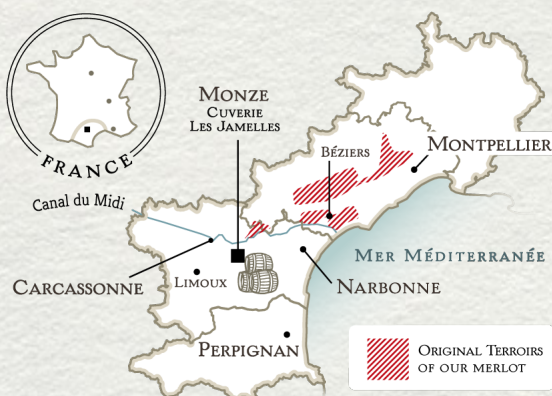 FRANCE
MONZE
CUVERIE
LES JAMELLES
BÉZIERS
MONTPELLIER
Canal du Midi
MER MÉDITERRANÉE
CARCASSONNE
LIMOUX
NARBONNE
PERPIGNAN
ORIGINAL TERROIRS
OF OUR MERLOT